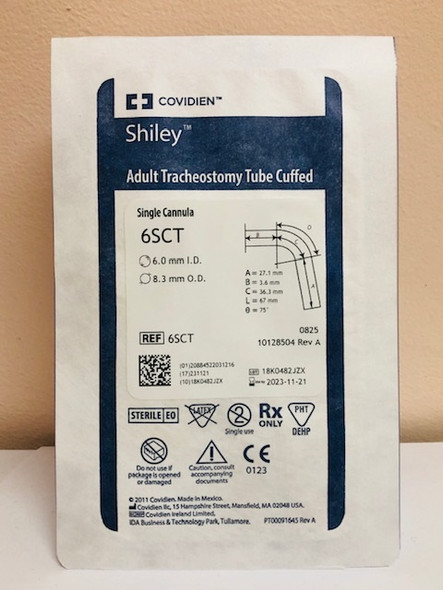 COVIDIEN™
Shiley™
Adult Tracheostomy Tube Cuffed
Single Cannula
6SCT
6.0 mm I.D.
8.3 mm O.D.
B
C
D
A
A = 27.1 mm
B = 3.6 mm
C = 36.3 mm
L = 67 mm
θ = 75°
0825
REF 6SCT
10128504 Rev A
(01)20884522031216
(17)231121
(10)18K0482JZX
LOT 18K0482JZX
2023-11-21
STERILE EO
LATEX
2
Single use
Rx
ONLY
PHT
DEHP
Do not use if
package is opened
or damaged
Caution, consult
accompanying
documents
CE
0123
© 2011 Covidien. Made in Mexico.
Covidien llc, 15 Hampshire Street, Mansfield, MA 02048 USA.
Covidien Ireland Limited,
IDA Business & Technology Park, Tullamore.
PT00091645 Rev A